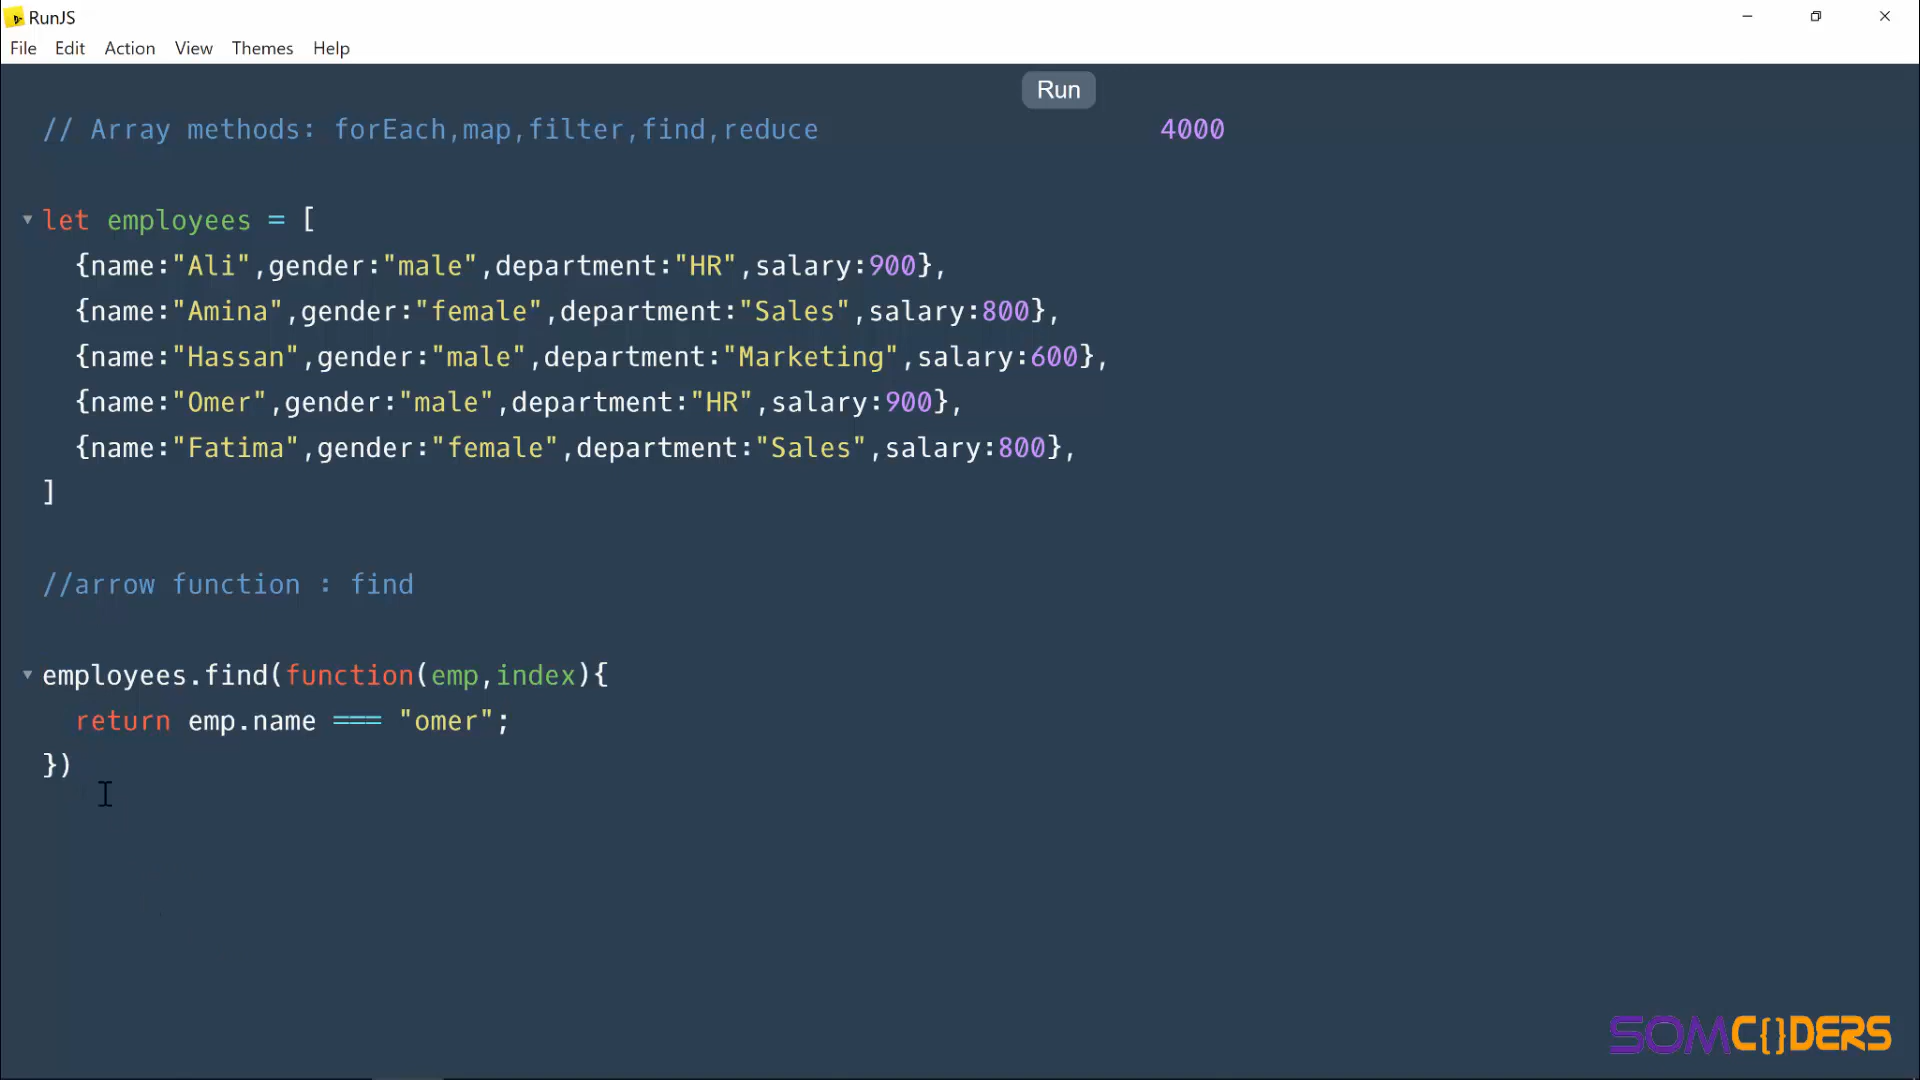 RunJS
File Edit Action View Themes Help
Run
// Array methods: forEach,map,filter,find,reduce
4000
let employees = [
{name:"Ali",gender:"male",department:"HR",salary:900},
{name:"Amina",gender:"female",department:"Sales",salary:800},
{name:"Hassan",gender:"male",department:"Marketing",salary:600},
{name:"Omer",gender:"male",department:"HR",salary:900},
{name:"Fatima",gender:"female",department:"Sales",salary:800},
]
//arrow function : find
employees.find(function(emp,index){
return emp.name === "omer";
})
SOMC{}DERS